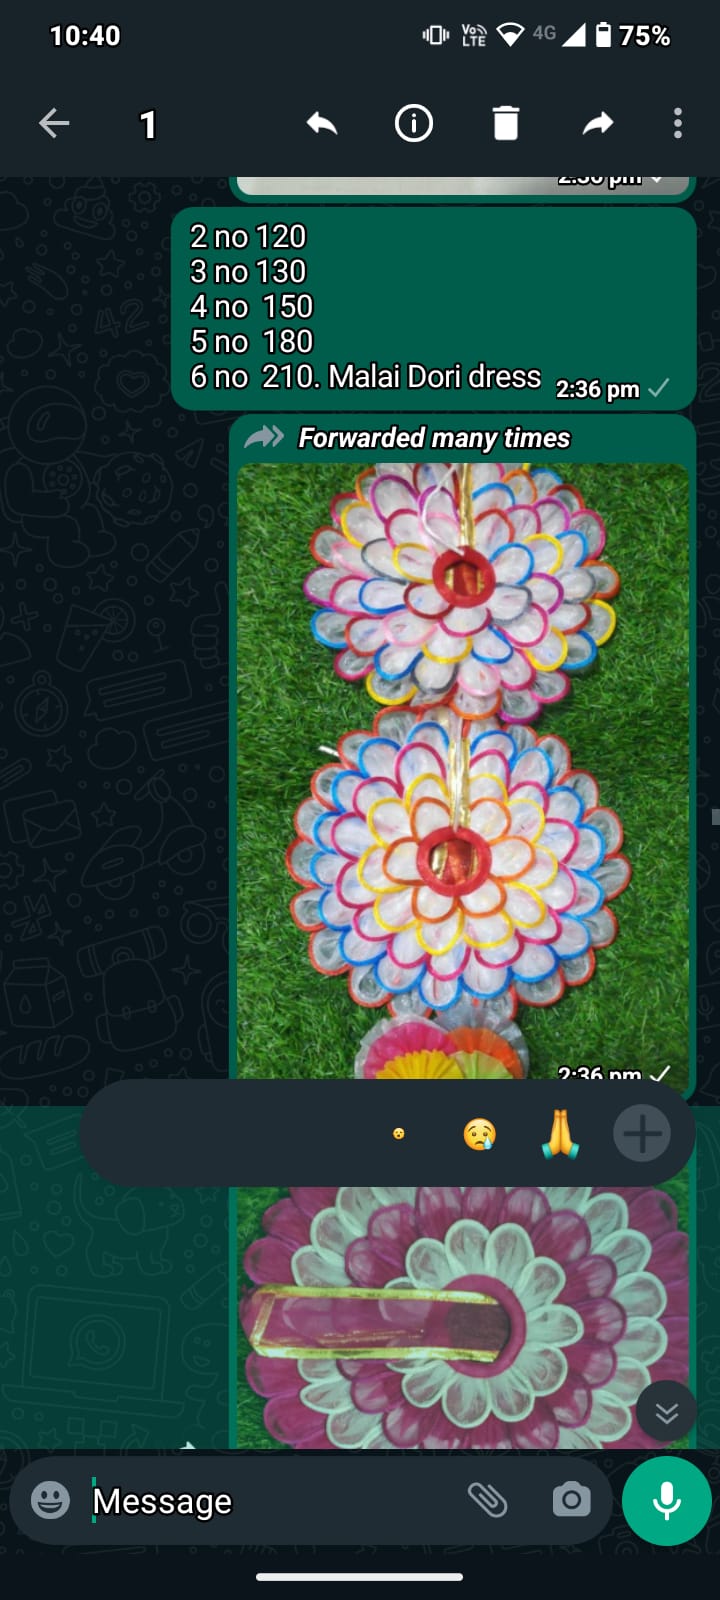 10:40
Vo LTE
4G
75%
1
2:36 pm
2 no 120
3 no 130
4 no  150
5 no  180
6 no  210. Malai Dori dress
2:36 pm
Forwarded many times
2:36 pm
Message